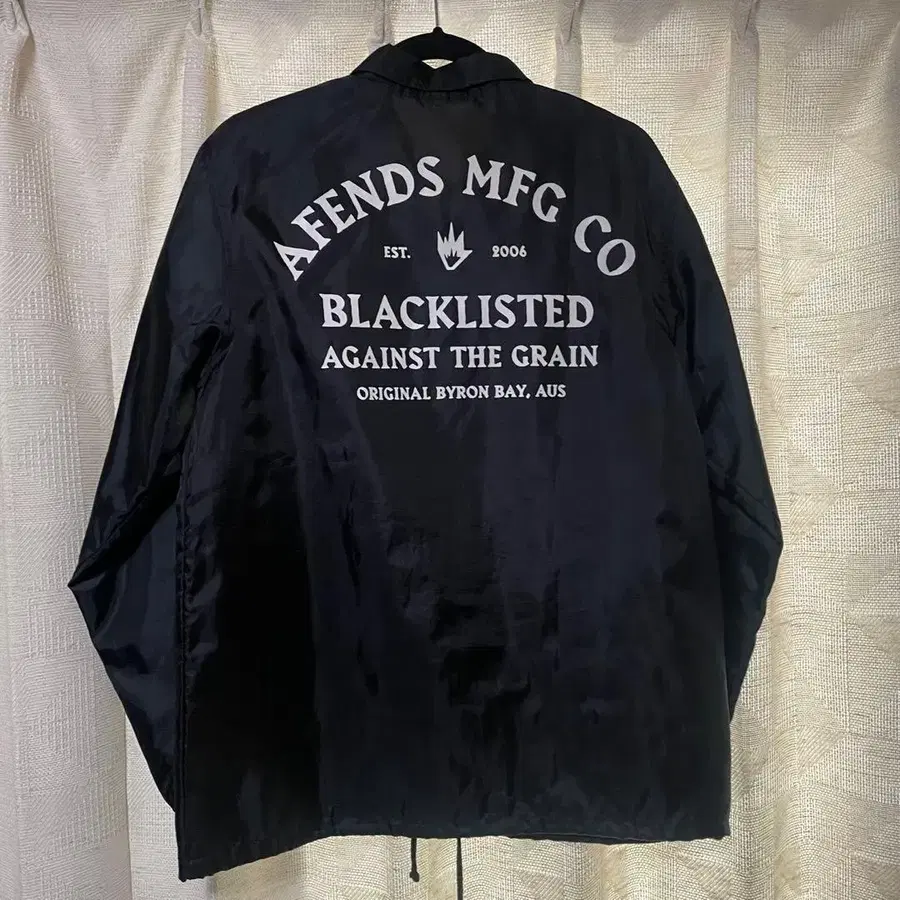 AFENDS MFG CO
EST. 2006
BLACKLISTED
AGAINST THE GRAIN
ORIGINAL BYRON BAY, AUS